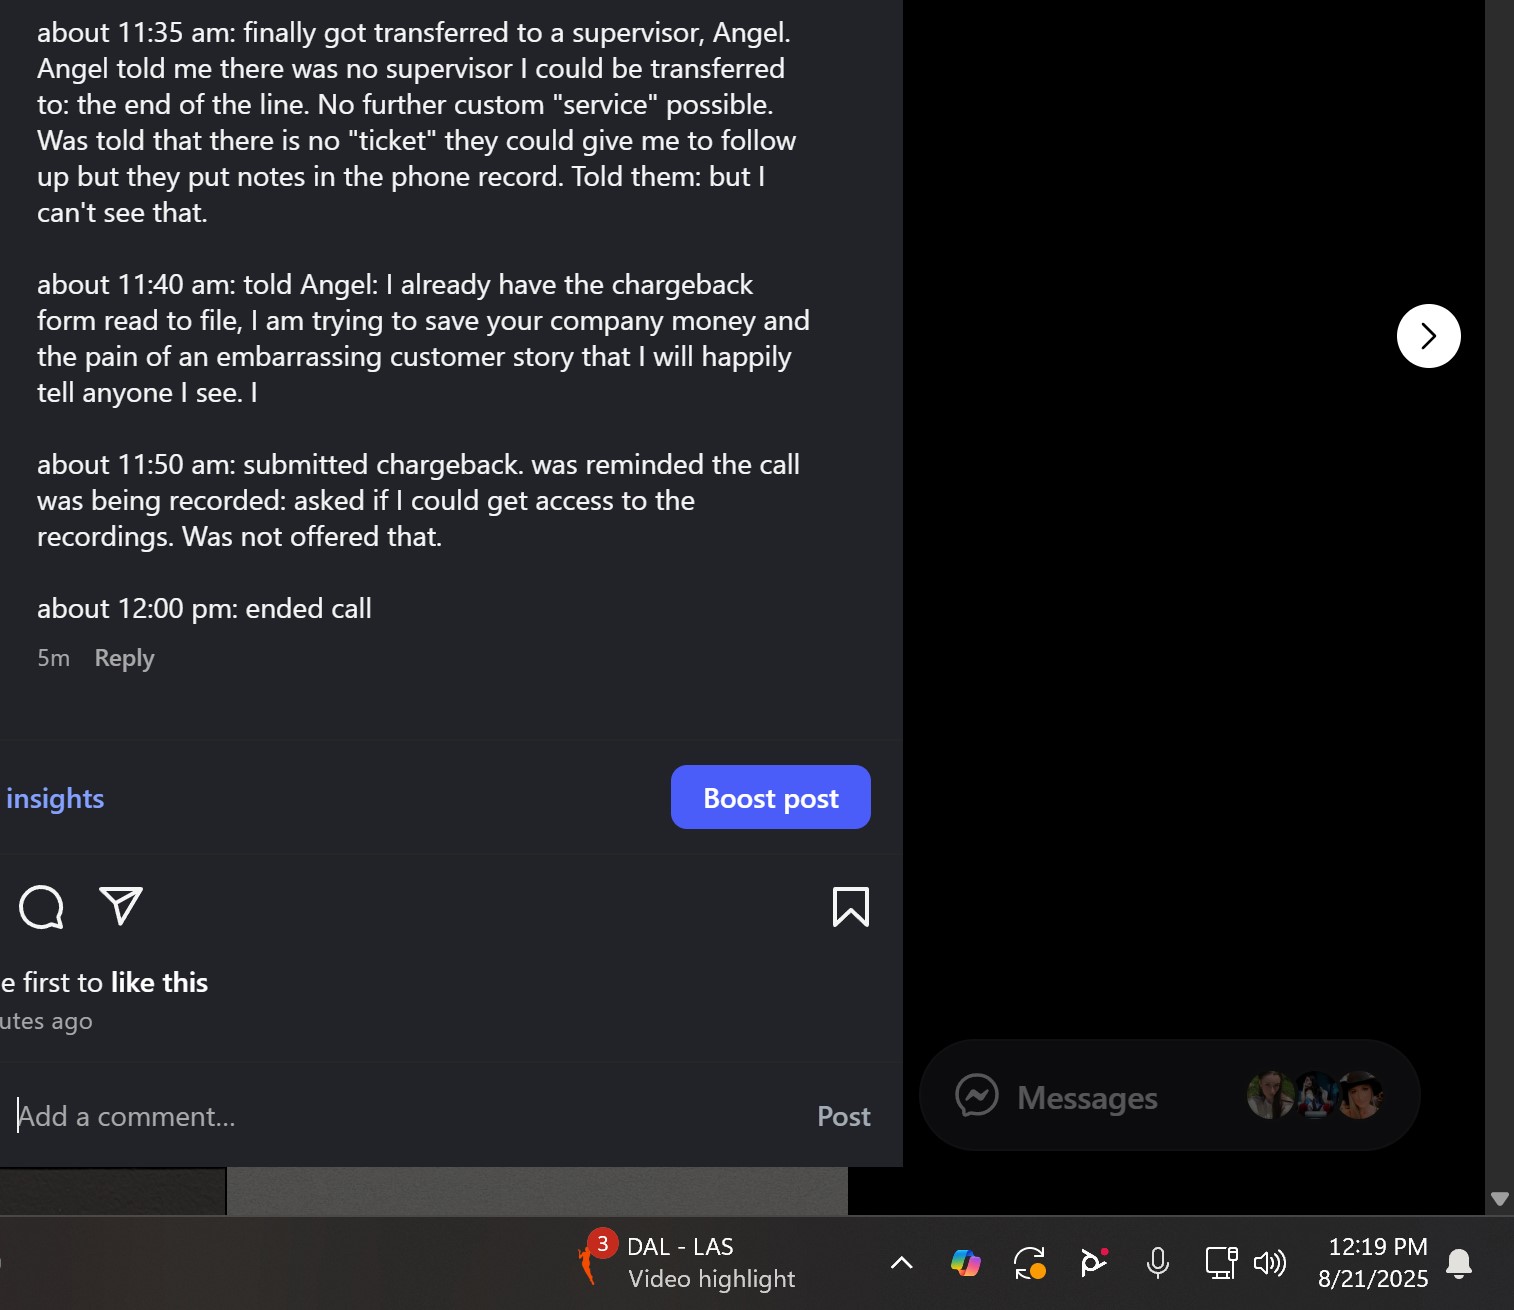 about 11:35 am: finally got transferred to a supervisor, Angel.
Angel told me there was no supervisor I could be transferred
to: the end of the line. No further custom "service" possible.
Was told that there is no "ticket" they could give me to follow
up but they put notes in the phone record. Told them: but I
can't see that.
about 11:40 am: told Angel: I already have the chargeback
form read to file, I am trying to save your company money and
the pain of an embarrassing customer story that I will happily
tell anyone I see. I
about 11:50 am: submitted chargeback. was reminded the call
was being recorded: asked if I could get access to the
recordings. Was not offered that.
about 12:00 pm: ended call
5m Reply
insights
Boost post
e first to like this
utes ago
Add a comment...
Post
Messages
3
DAL - LAS
Video highlight
12:19 PM
8/21/2025